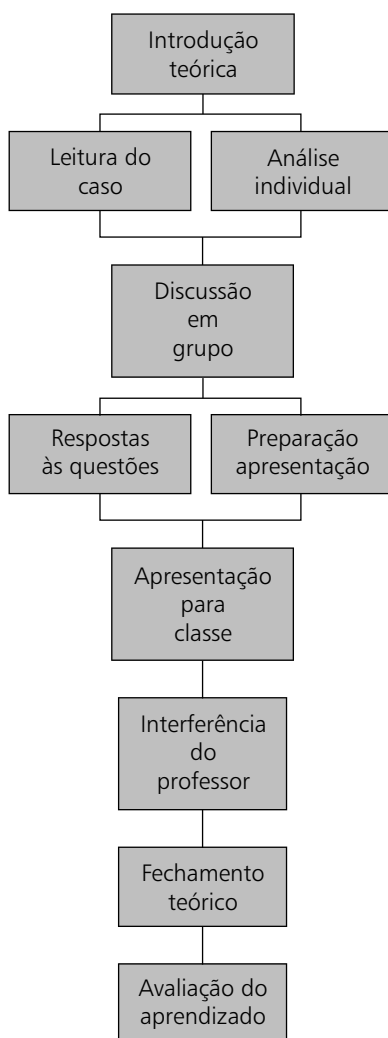 Introdução
teórica
Leitura do
caso
Análise
individual
Discussão
em
grupo
Respostas
às questões
Preparação
apresentação
Apresentação
para
classe
Interferência
do
professor
Fechamento
teórico
Avaliação do
aprendizado